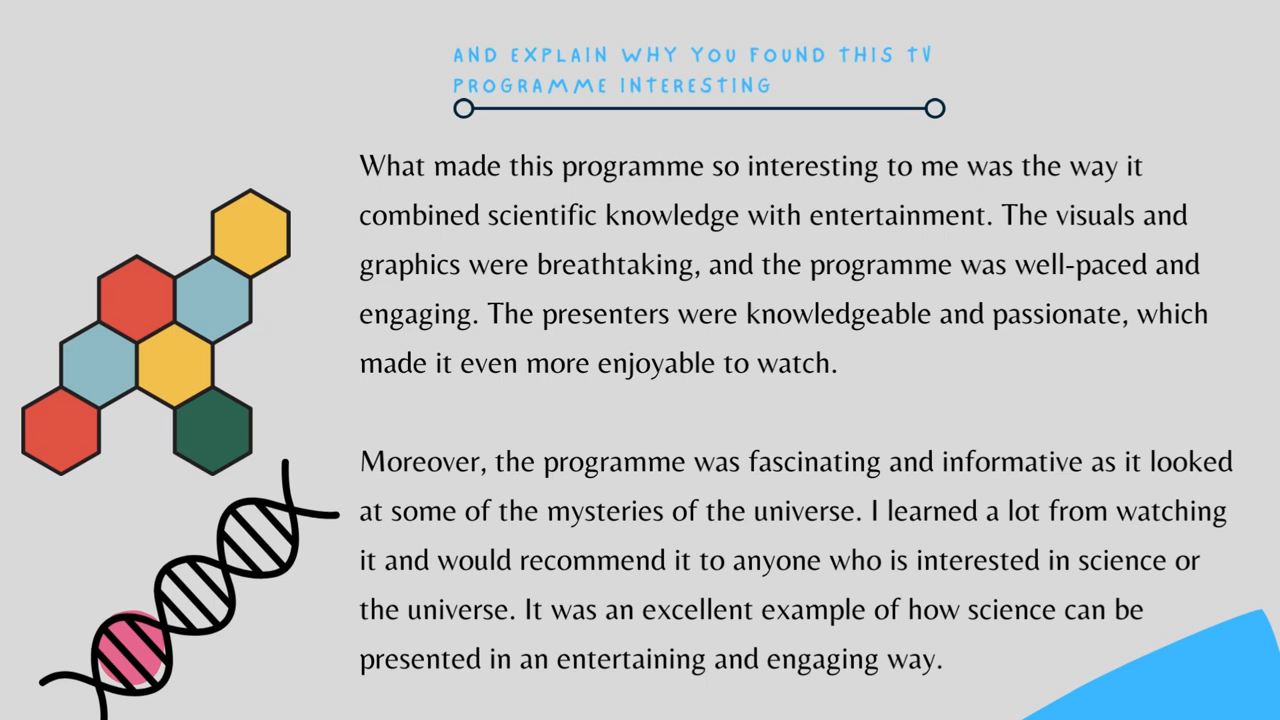 AND EXPLAIN WHY YOU FOUND THIS TV
PROGRAMME INTERESTING
What made this programme so interesting to me was the way it
combined scientific knowledge with entertainment. The visuals and
graphics were breathtaking, and the programme was well-paced and
engaging. The presenters were knowledgeable and passionate, which
made it even more enjoyable to watch.
Moreover, the programme was fascinating and informative as it looked
at some of the mysteries of the universe. I learned a lot from watching
it and would recommend it to anyone who is interested in science or
the universe. It was an excellent example of how science can be
presented in an entertaining and engaging way.